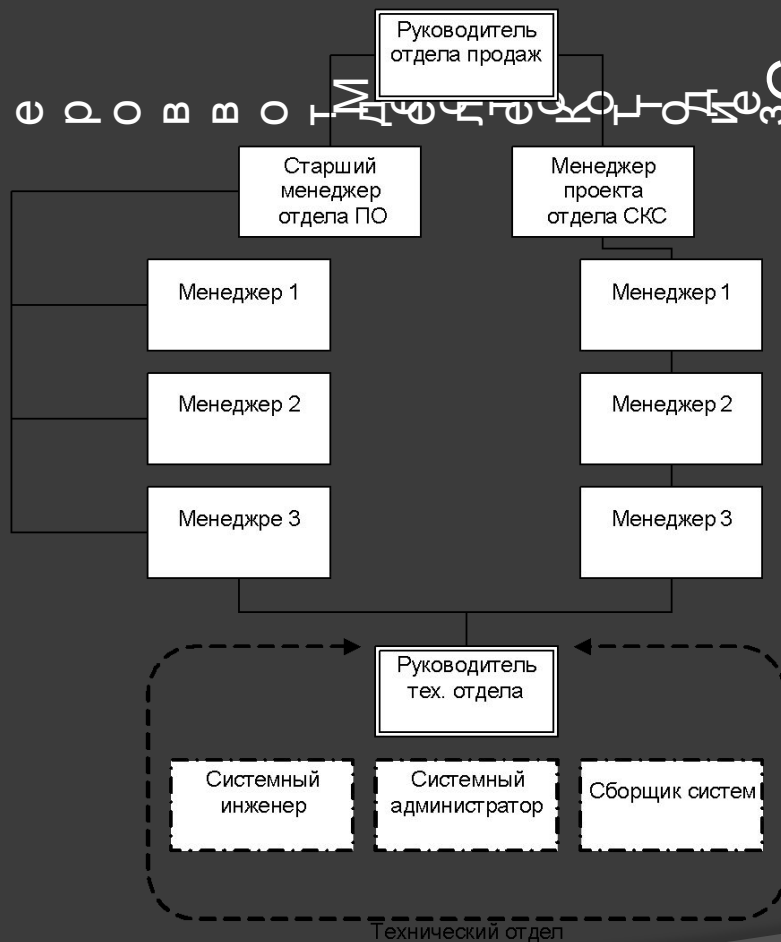 Руководитель
отдела продаж
Старший
менеджер
отдела ПО
Менеджер
проекта
отдела СКС
Менеджер 1
Менеджер 1
Менеджер 2
Менеджер 2
Менеджре 3
Менеджер 3
Руководитель
тех. отдела
Системный
инженер
Системный
администратор
Сборщик систем
Технический отдел